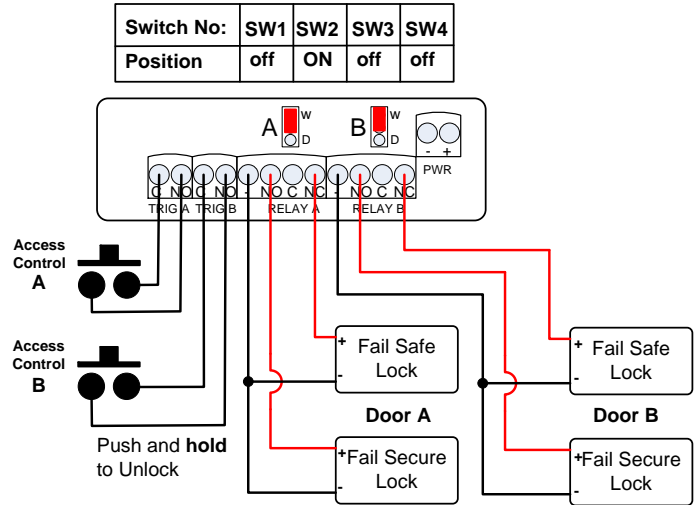 Switch No: SW1 SW2 SW3 SW4
Position off ON off off
A W D B W D
- +
PWR
C NO C NO - NO C NC - NO C NC
TRIG A TRIG B RELAY A RELAY B
Access
Control
A
Access
Control
B
Push and hold
to Unlock
+ Fail Safe
- Lock
Door A
+Fail Secure
- Lock
+ Fail Safe
- Lock
Door B
+Fail Secure
- Lock